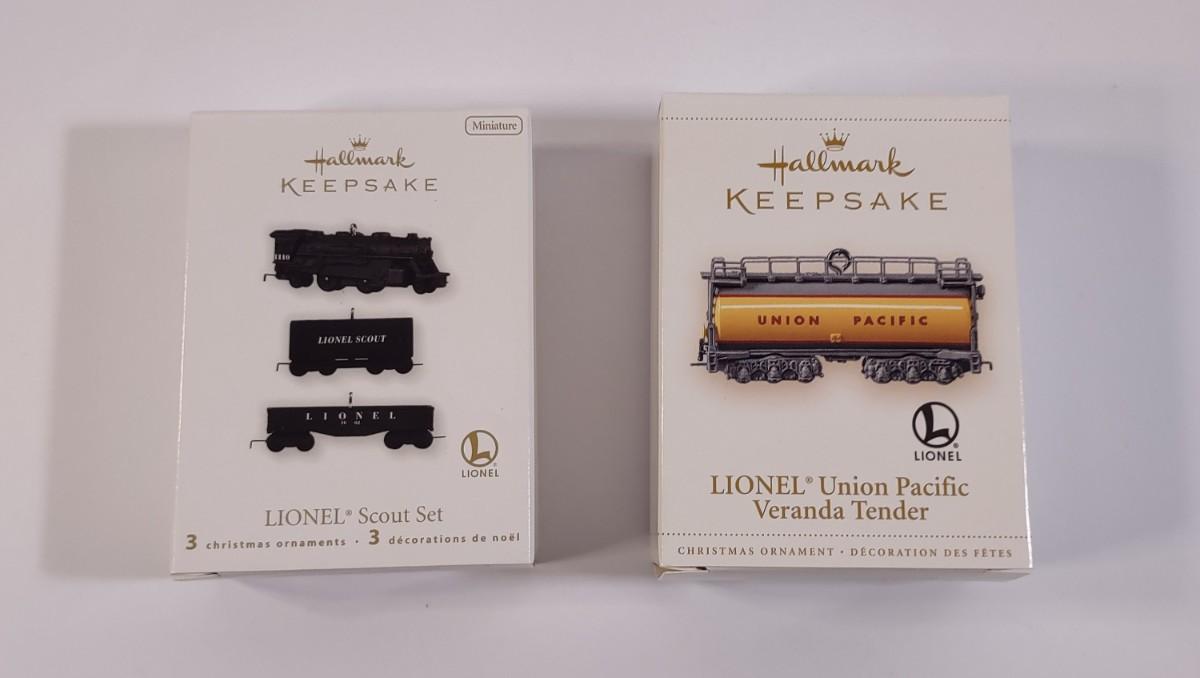 Miniature
Hallmark
KEEPSAKE
1110
LIONEL SCOUT
LIONEL
LIONEL
LIONEL® Scout Set
3 christmas ornaments · 3 décorations de noël
Hallmark
KEEPSAKE
UNION PACIFIC
L®
LIONEL
LIONEL® Union Pacific
Veranda Tender
CHRISTMAS ORNAMENT · DÉCORATION DES FÊTES